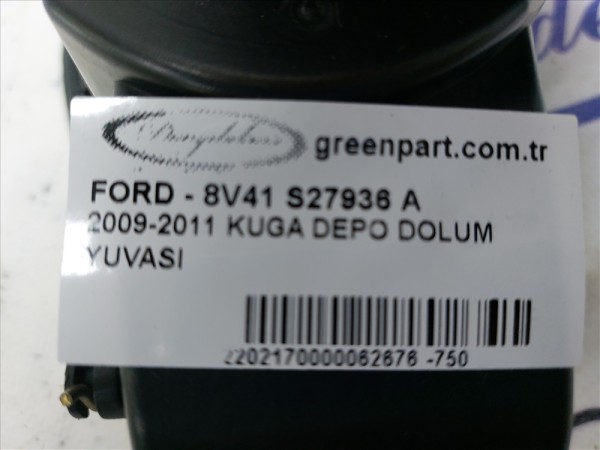 greenpart.com.tr
FORD - 8V41 S27936 A
2009-2011 KUGA DEPO DOLUM
YUVASI
2202170000062676 -750